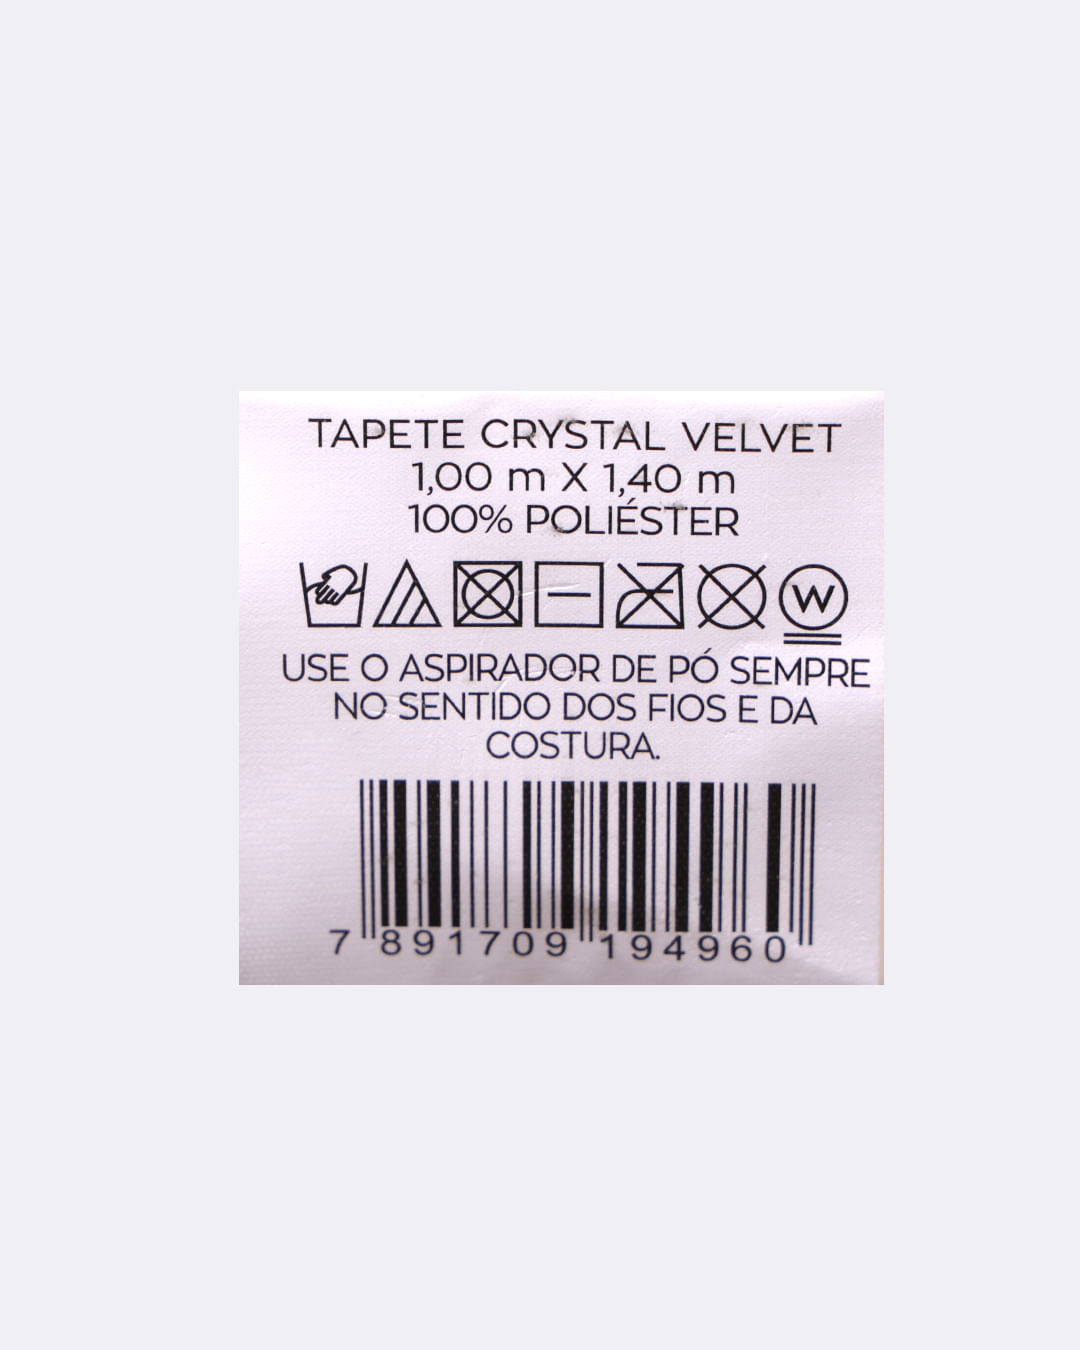 TAPETE CRYSTAL VELVET
1,00 m X 1,40 m
100% POLIÉSTER
W
USE O ASPIRADOR DE PÓ SEMPRE
NO SENTIDO DOS FIOS E DA
COSTURA.
7 891709 194960